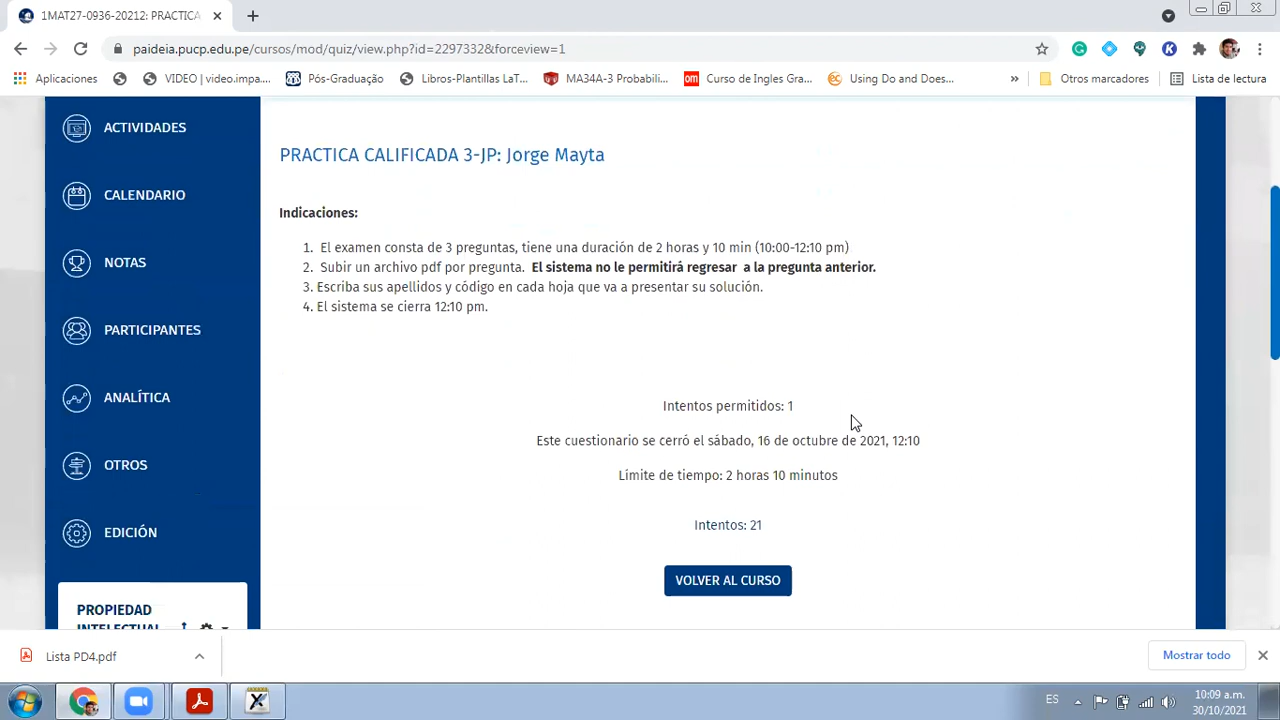 1MAT27-0936-20212: PRACTICA
paideia.pucp.edu.pe/cursos/mod/quiz/view.php?id=2297332&forceview=1
Aplicaciones
VIDEO | video.impa....
Pós-Graduação
Libros-Plantillas LaT...
MA34A-3 Probabili...
Curso de Ingles Gra...
Using Do and Does...
»
Otros marcadores
Lista de lectura
ACTIVIDADES
CALENDARIO
NOTAS
PARTICIPANTES
ANALÍTICA
OTROS
EDICIÓN
PROPIEDAD
INTELECTUAL
PRACTICA CALIFICADA 3-JP: Jorge Mayta
Indicaciones:
1. El examen consta de 3 preguntas, tiene una duración de 2 horas y 10 min (10:00-12:10 pm)
2. Subir un archivo pdf por pregunta. El sistema no le permitirá regresar a la pregunta anterior.
3. Escriba sus apellidos y código en cada hoja que va a presentar su solución.
4. El sistema se cierra 12:10 pm.
Intentos permitidos: 1
Este cuestionario se cerró el sábado, 16 de octubre de 2021, 12:10
Límite de tiempo: 2 horas 10 minutos
Intentos: 21
VOLVER AL CURSO
Lista PD4.pdf
Mostrar todo
ES
10:09 a.m.
30/10/2021